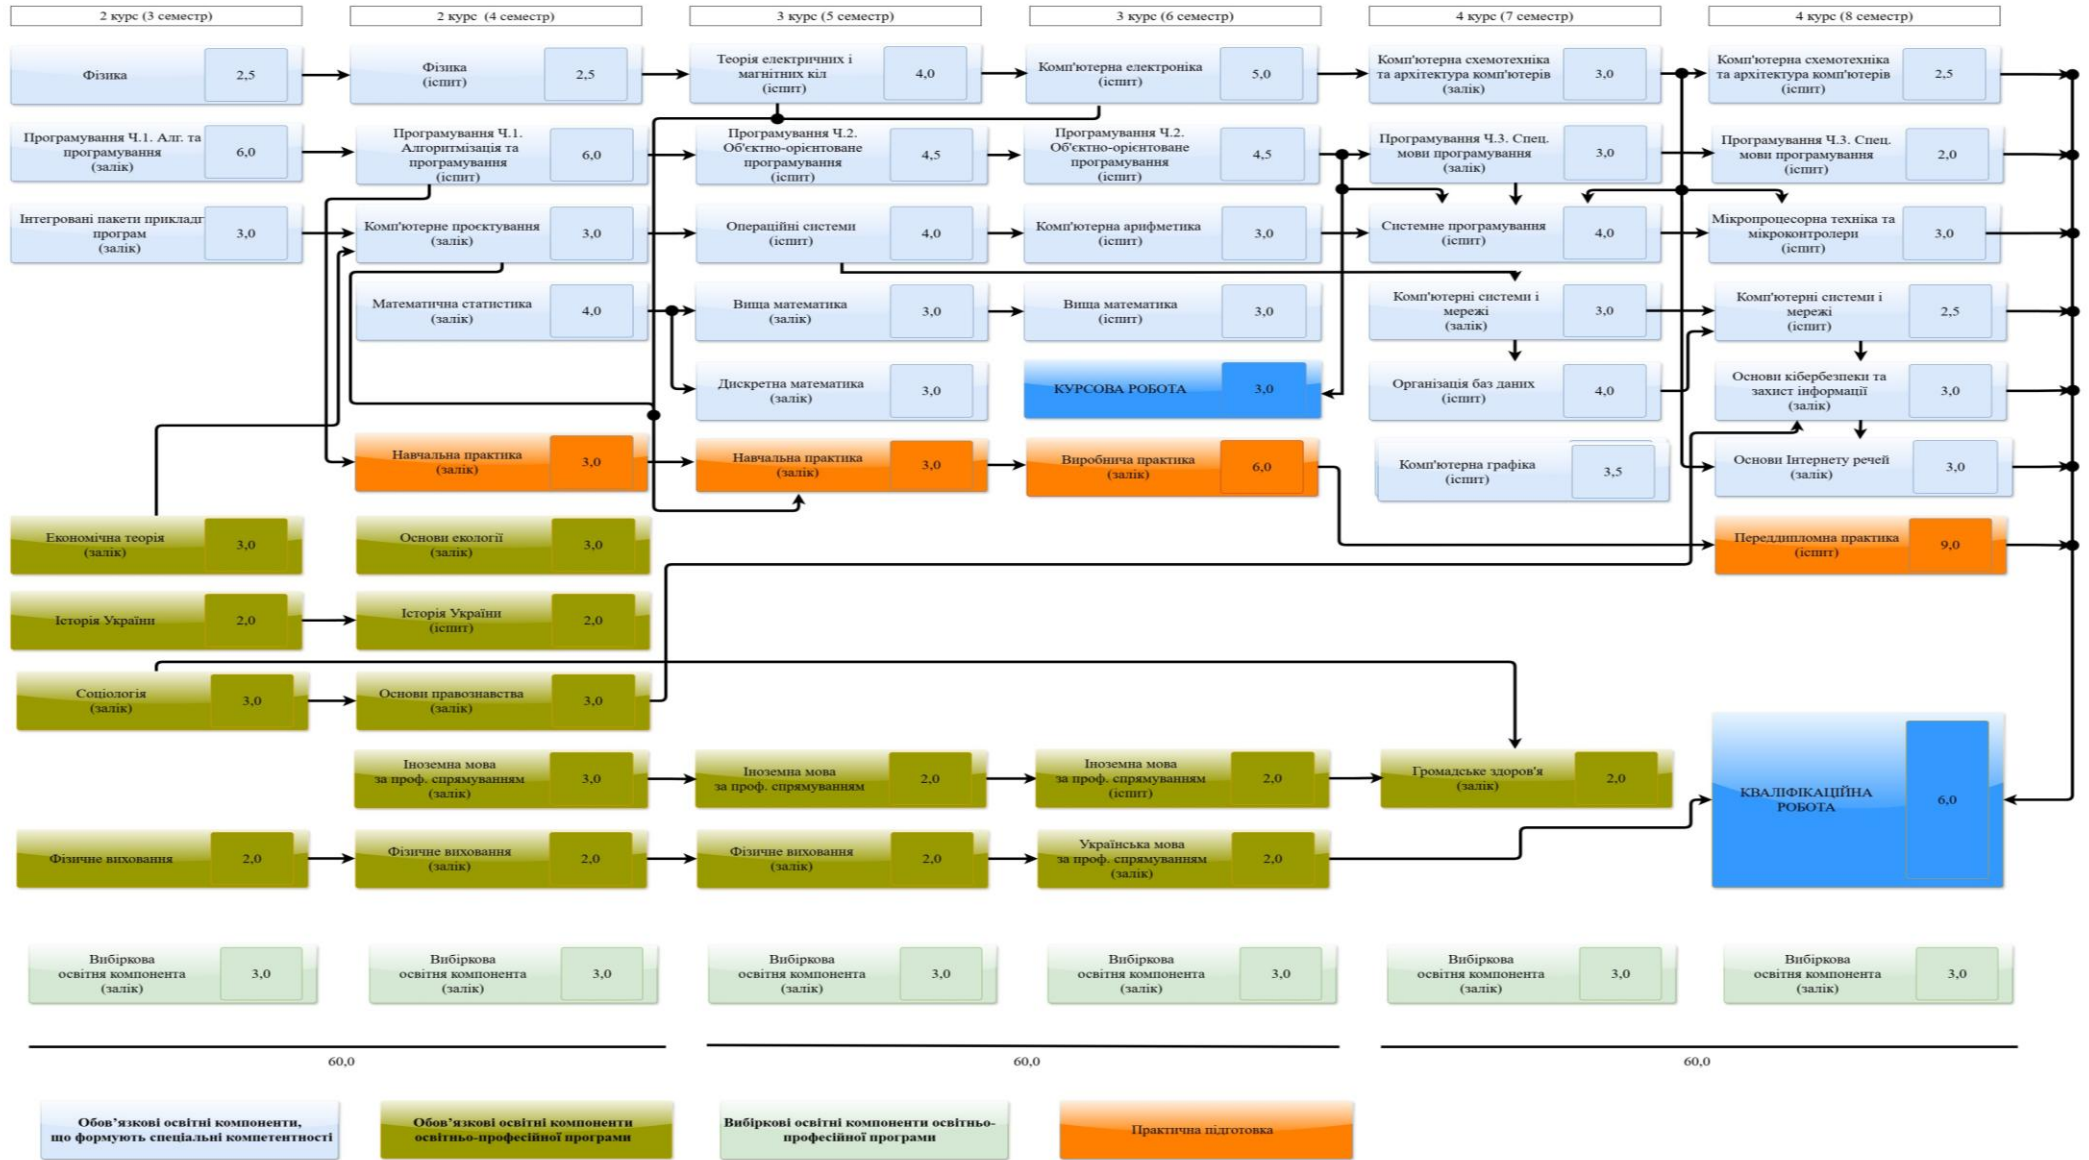 2 курс (3 семестр)
2 курс (4 семестр)
3 курс (5 семестр)
3 курс (6 семестр)
4 курс (7 семестр)
4 курс (8 семестр)
Фізика
2,5
Фізика
(іспит)
2,5
Теорія електричних і
магнітних кіл
(іспит)
4,0
Комп'ютерна електроніка
(іспит)
5,0
Комп'ютерна схемотехніка
та архітектура комп'ютерів
(залік)
3,0
Комп'ютерна схемотехніка
та архітектура комп'ютерів
(іспит)
2,5
Програмування Ч.1. Алг. та
програмування
(залік)
6,0
Програмування Ч.1.
Алгоритмізація та
програмування
(іспит)
6,0
Програмування Ч.2.
Об'єктно-орієнтоване
програмування
(іспит)
4,5
Програмування Ч.2.
Об'єктно-орієнтоване
програмування
(іспит)
4,5
Програмування Ч.3. Спец.
мови програмування
(залік)
3,0
Програмування Ч.3. Спец.
мови програмування
(іспит)
2,0
Інтегровані пакети прикладг
програм
(залік)
3,0
Комп'ютерне проєктування
(залік)
3,0
Операційні системи
(іспит)
4,0
Комп'ютерна арифметика
(іспит)
3,0
Системне програмування
(іспит)
4,0
Мікропроцесорна техніка та
мікроконтролери
(іспит)
3,0
Математична статистика
(залік)
4,0
Вища математика
(залік)
3,0
Вища математика
(іспит)
3,0
Комп'ютерні системи і
мережі
(залік)
3,0
Комп'ютерні системи і
мережі
(іспит)
2,5
Дискретна математика
(залік)
3,0
КУРСОВА РОБОТА
3,0
Організація баз даних
(іспит)
4,0
Основи кібербезпеки та
захист інформації
(залік)
3,0
Навчальна практика
(залік)
3,0
Навчальна практика
(залік)
3,0
Виробнича практика
(залік)
6,0
Комп'ютерна графіка
(іспит)
3,5
Основи Інтернету речей
(залік)
3,0
Економічна теорія
(залік)
3,0
Основи екології
(залік)
3,0
Переддипломна практика
(іспит)
9,0
Історія України
2,0
Історія України
(іспит)
2,0
Соціологія
(залік)
3,0
Основи правознавства
(залік)
3,0
Іноземна мова
за проф. спрямуванням
(залік)
3,0
Іноземна мова
за проф. спрямуванням
2,0
Іноземна мова
за проф. спрямуванням
(іспит)
2,0
Громадське здоров'я
(залік)
2,0
КВАЛІФІКАЦІЙНА
РОБОТА
6,0
Фізичне виховання
2,0
Фізичне виховання
(залік)
2,0
Фізичне виховання
(залік)
2,0
Українська мова
за проф. спрямуванням
(залік)
2,0
Вибіркова
освітня компонента
(залік)
3,0
Вибіркова
освітня компонента
(залік)
3,0
Вибіркова
освітня компонента
(залік)
3,0
Вибіркова
освітня компонента
(залік)
3,0
Вибіркова
освітня компонента
(залік)
3,0
Вибіркова
освітня компонента
(залік)
3,0
60,0
60,0
60,0
Обов’язкові освітні компоненти,
що формують спеціальні компетентності
Обов’язкові освітні компоненти
освітньо-професійної програми
Вибіркові освітні компоненти освітньо-
професійної програми
Практична підготовка